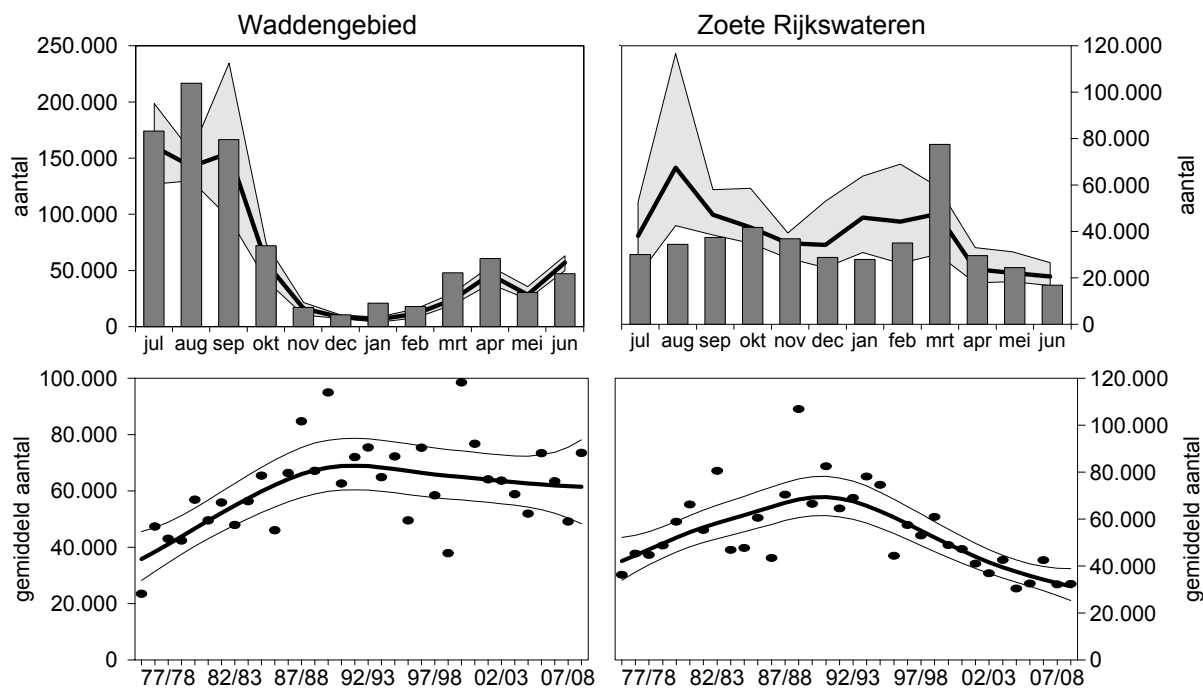 Waddengebied
Zoete Rijkswateren
250.000
200.000
150.000
100.000
50.000
0
aantal
jul aug sep okt nov dec jan feb mrt apr mei jun
120.000
100.000
80.000
60.000
40.000
20.000
0
aantal
jul aug sep okt nov dec jan feb mrt apr mei jun
100.000
80.000
60.000
40.000
20.000
0
gemiddeld aantal
77/78 82/83 87/88 92/93 97/98 02/03 07/08
120.000
100.000
80.000
60.000
40.000
20.000
0
gemiddeld aantal
77/78 82/83 87/88 92/93 97/98 02/03 07/08